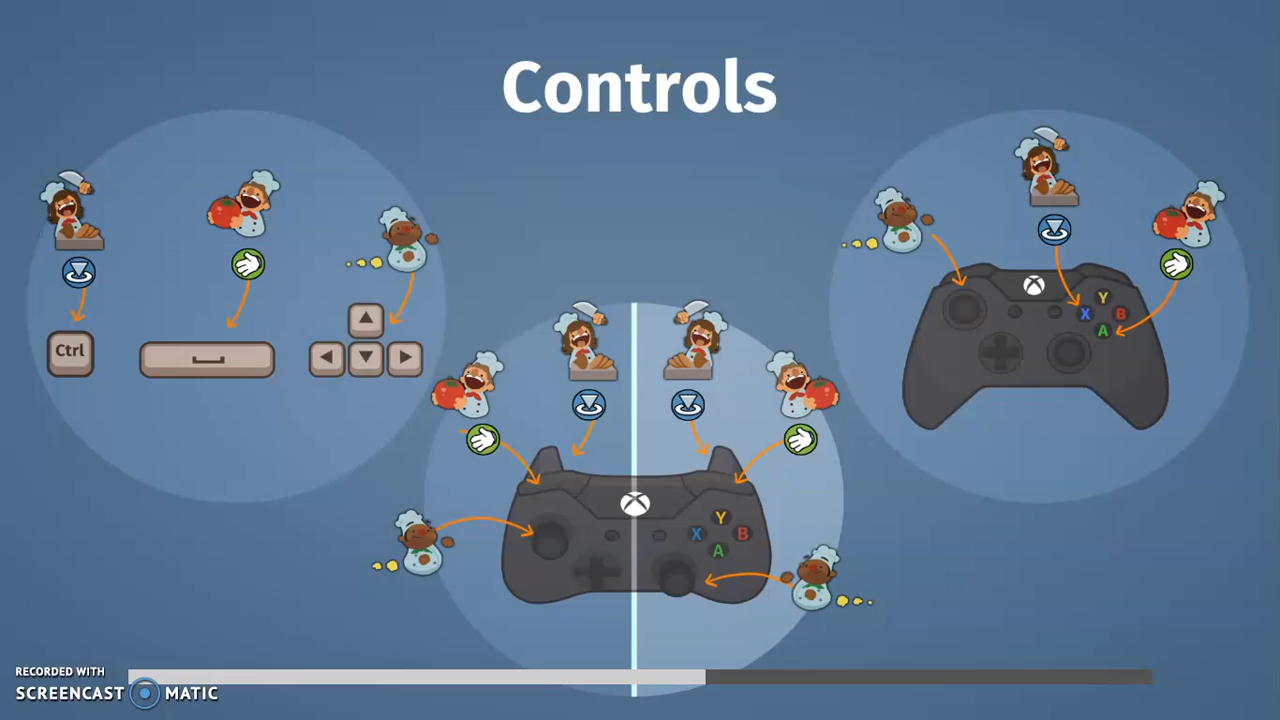 Controls
Ctrl
Y
X
B
A
Y
X
B
A
RECORDED WITH
SCREENCAST MATIC